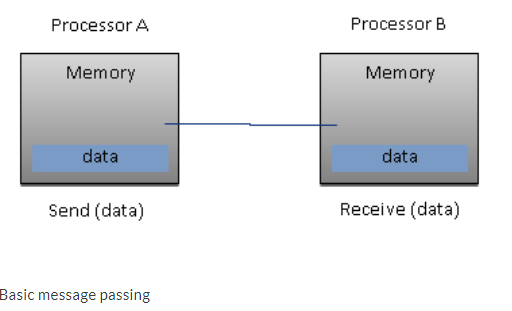 Processor A
Processor B
Memory
Memory
data
data
Send (data)
Receive (data)
Basic message passing